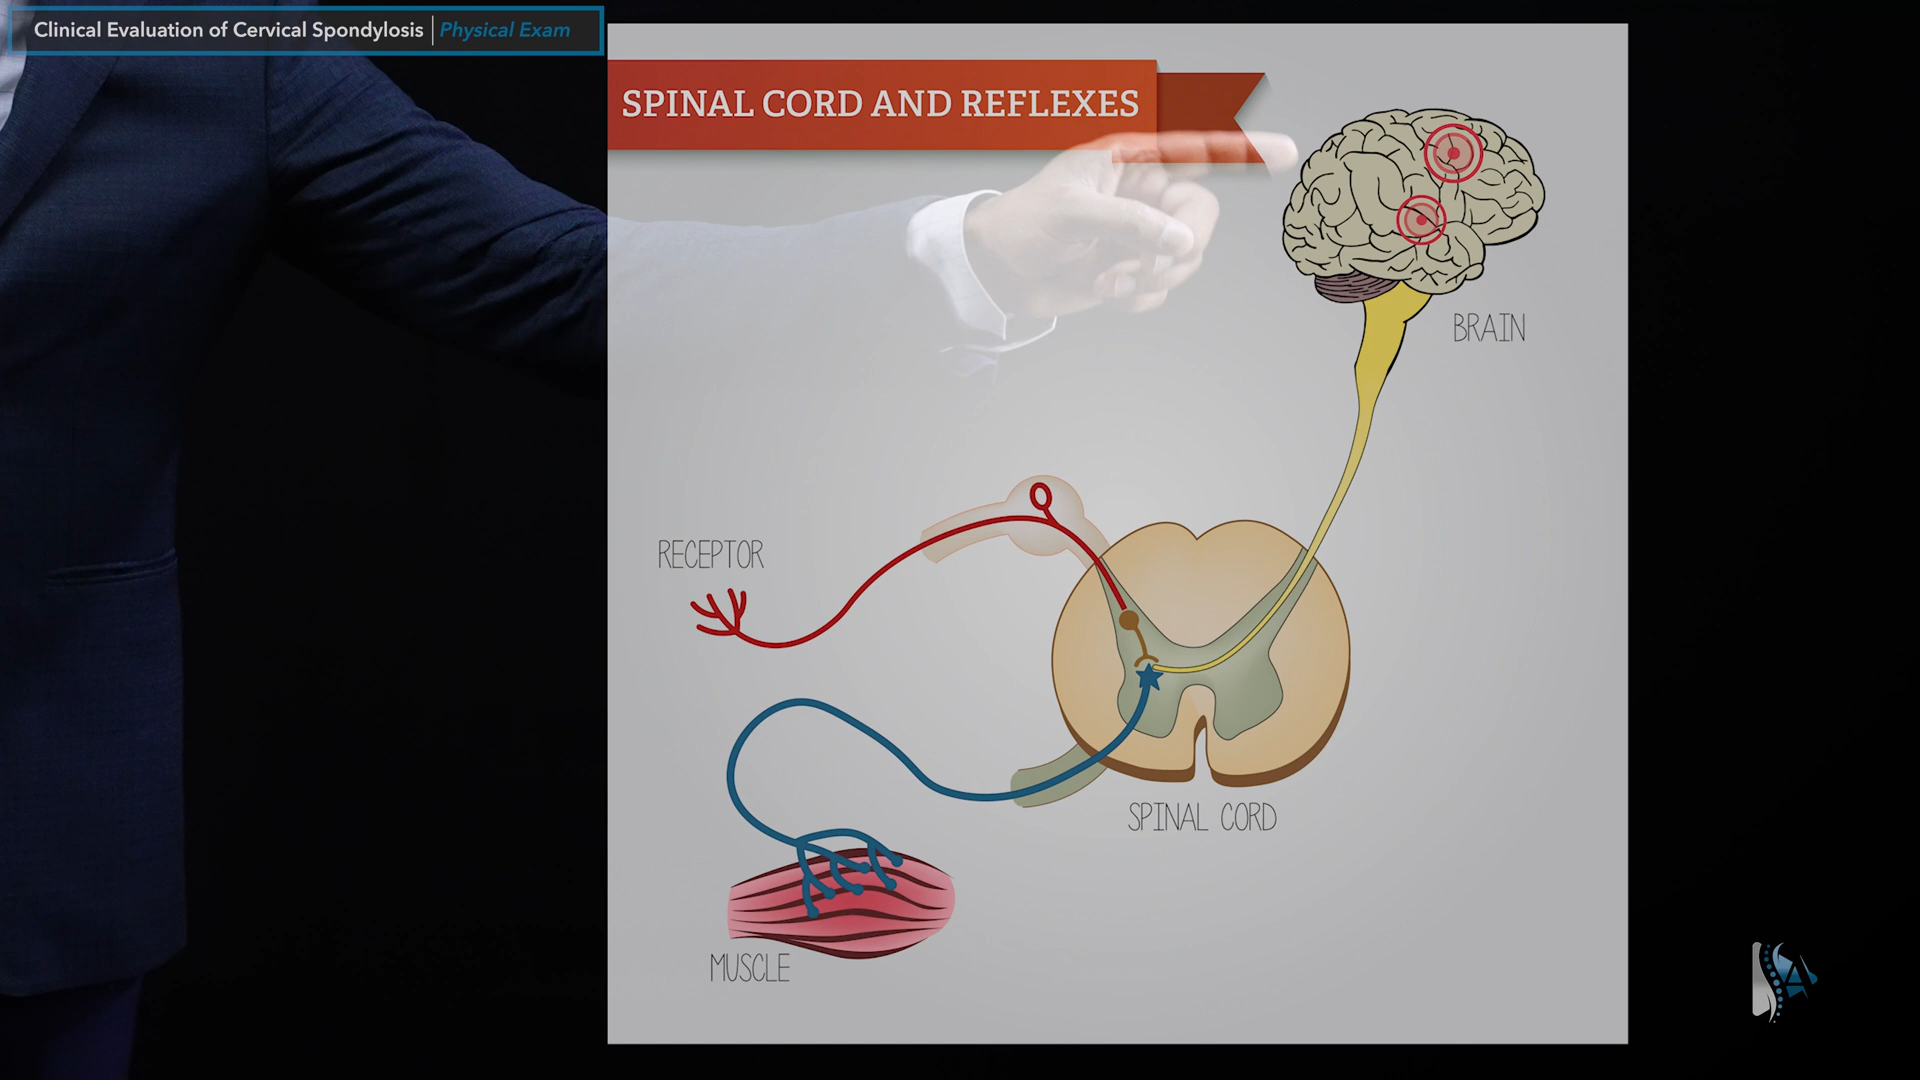 Clinical Evaluation of Cervical Spondylosis | Physical Exam
SPINAL CORD AND REFLEXES
BRAIN
RECEPTOR
SPINAL CORD
MUSCLE